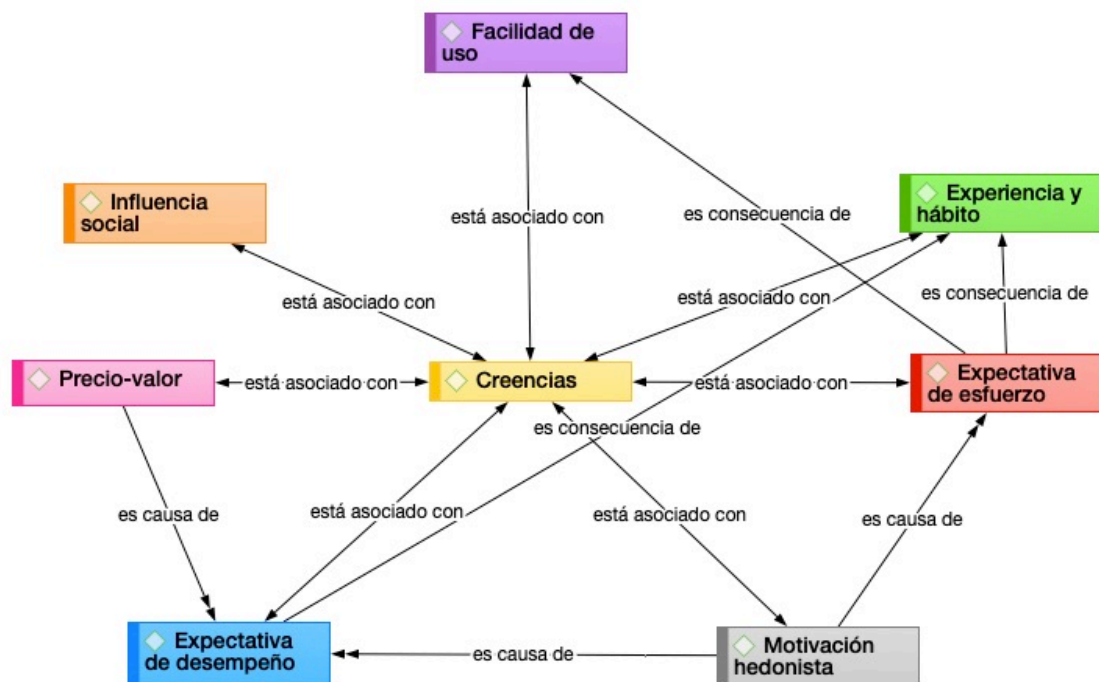 Facilidad de
uso
Influencia
social
está asociado con
es consecuencia de
Experiencia y
hábito
está asociado con
está asociado con
es consecuencia de
Precio-valor
está asociado con
Creencias
está asociado con
Expectativa
de esfuerzo
es consecuencia de
es causa de
está asociado con
está asociado con
es causa de
Expectativa
de desempeño
es causa de
Motivación
hedonista